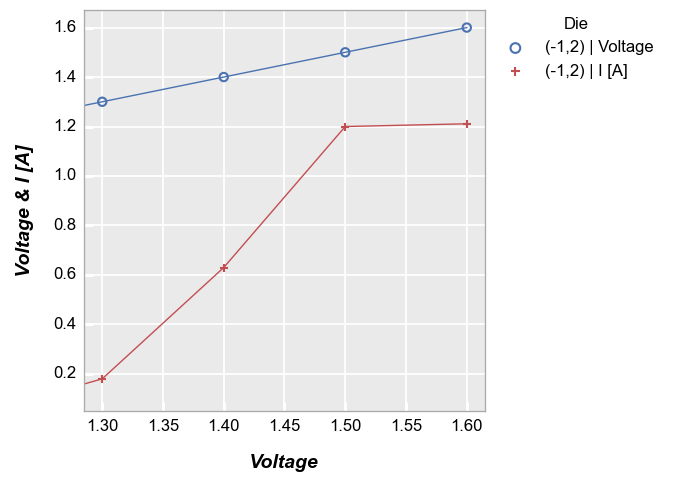 Die
(-1,2) | Voltage
(-1,2) | I [A]
Voltage & I [A]
1.6
1.4
1.2
1.0
0.8
0.6
0.4
0.2
1.30 1.35 1.40 1.45 1.50 1.55 1.60
Voltage